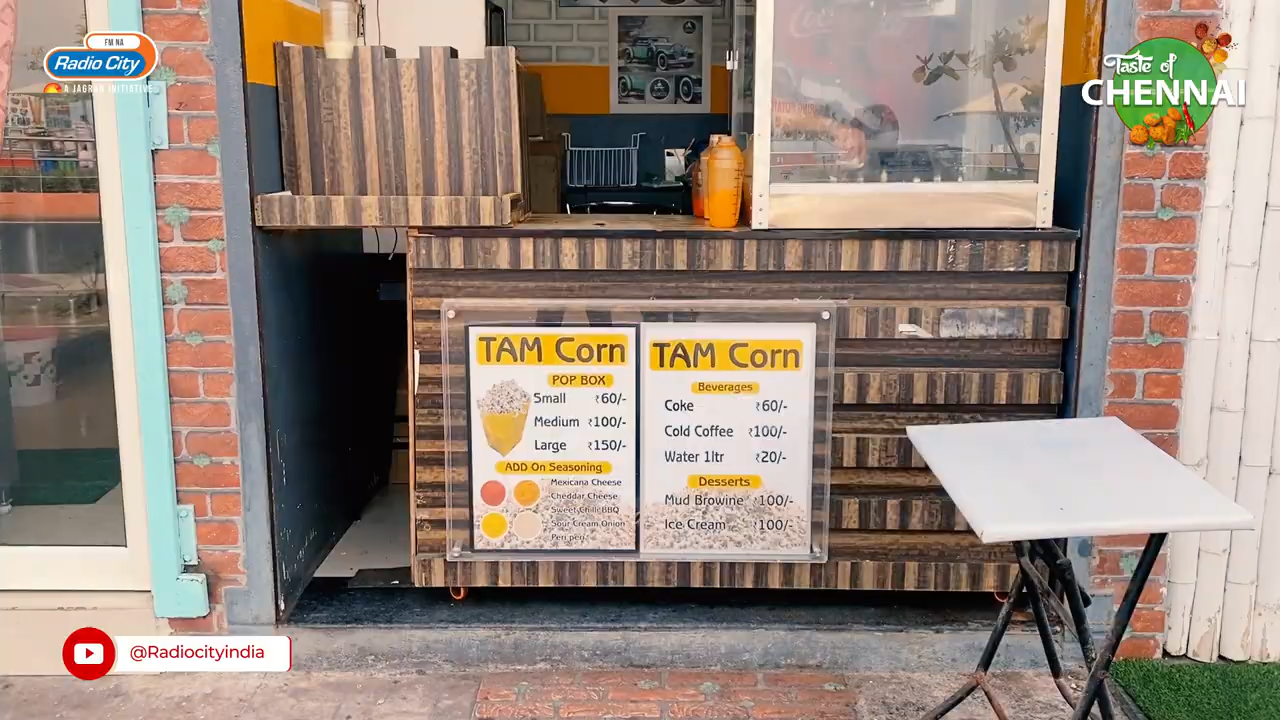 FM NA
Radio City
A JAGRAN INITIATIVE
Taste of
CHENNAI
TAM Corn
POP BOX
Small ₹60/-
Medium ₹100/-
Large ₹150/-
ADD On Seasoning
Mexicana Cheese
Cheddar Cheese
Sweet Chilli BBQ
Sour Cream Onion
Peri peri
TAM Corn
Beverages
Coke ₹60/-
Cold Coffee ₹100/-
Water 1ltr ₹20/-
Desserts
Mud Browine ₹100/-
Ice Cream ₹100/-
@Radiocityindia